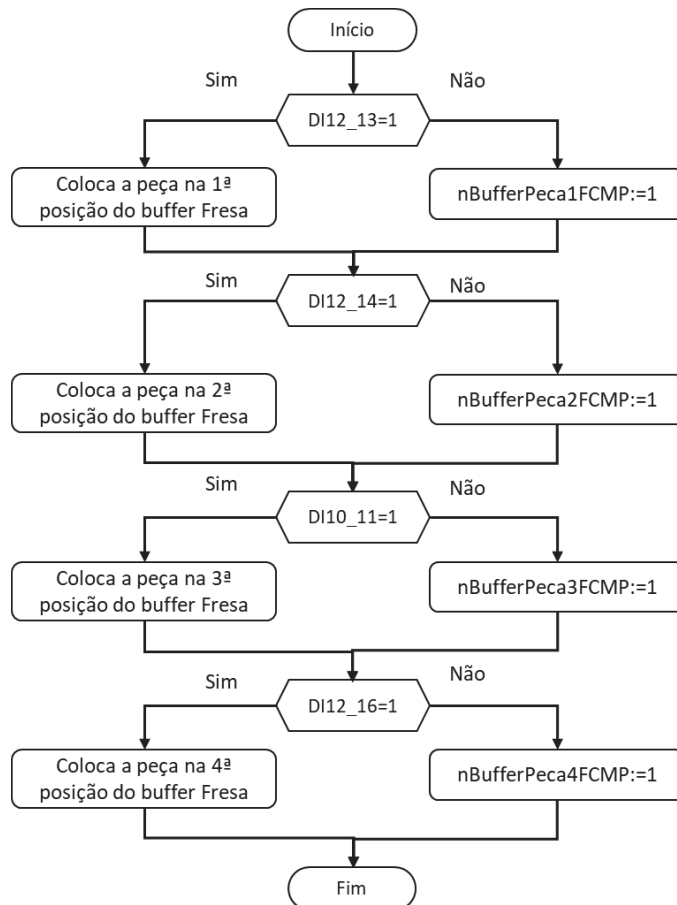 Início
Sim
Não
DI12_13=1
Coloca a peça na 1ª
posição do buffer Fresa
nBufferPeca1FCMP:=1
Sim
Não
DI12_14=1
Coloca a peça na 2ª
posição do buffer Fresa
nBufferPeca2FCMP:=1
Sim
Não
DI10_11=1
Coloca a peça na 3ª
posição do buffer Fresa
nBufferPeca3FCMP:=1
Sim
Não
DI12_16=1
Coloca a peça na 4ª
posição do buffer Fresa
nBufferPeca4FCMP:=1
Fim